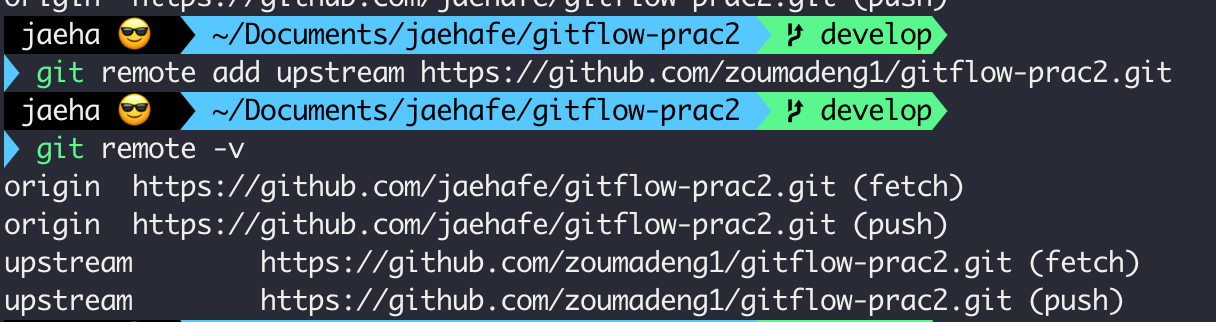 origin  https://github.com/jaehafe/gitflow-prac2.git (push)
jaeha 😎 ~/Documents/jaehafe/gitflow-prac2 develop
git remote add upstream https://github.com/zoumadeng1/gitflow-prac2.git
jaeha 😎 ~/Documents/jaehafe/gitflow-prac2 develop
git remote -v
origin  https://github.com/jaehafe/gitflow-prac2.git (fetch)
origin  https://github.com/jaehafe/gitflow-prac2.git (push)
upstream        https://github.com/zoumadeng1/gitflow-prac2.git (fetch)
upstream        https://github.com/zoumadeng1/gitflow-prac2.git (push)